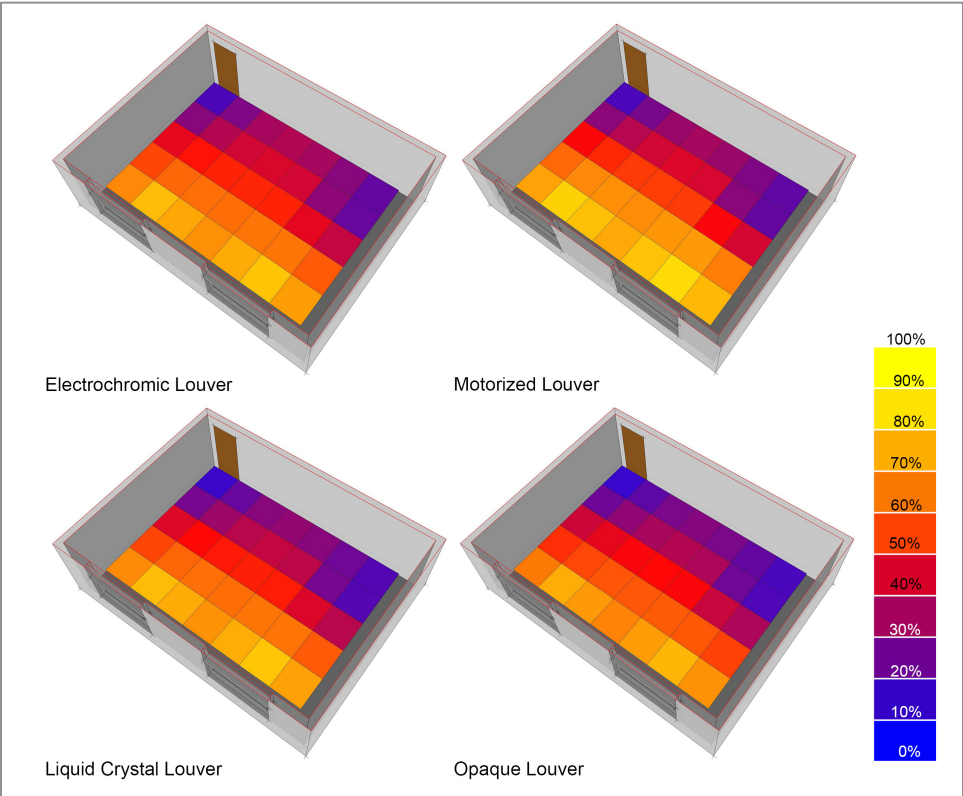 Electrochromic Louver
Motorized Louver
Liquid Crystal Louver
Opaque Louver
100%
90%
80%
70%
60%
50%
40%
30%
20%
10%
0%